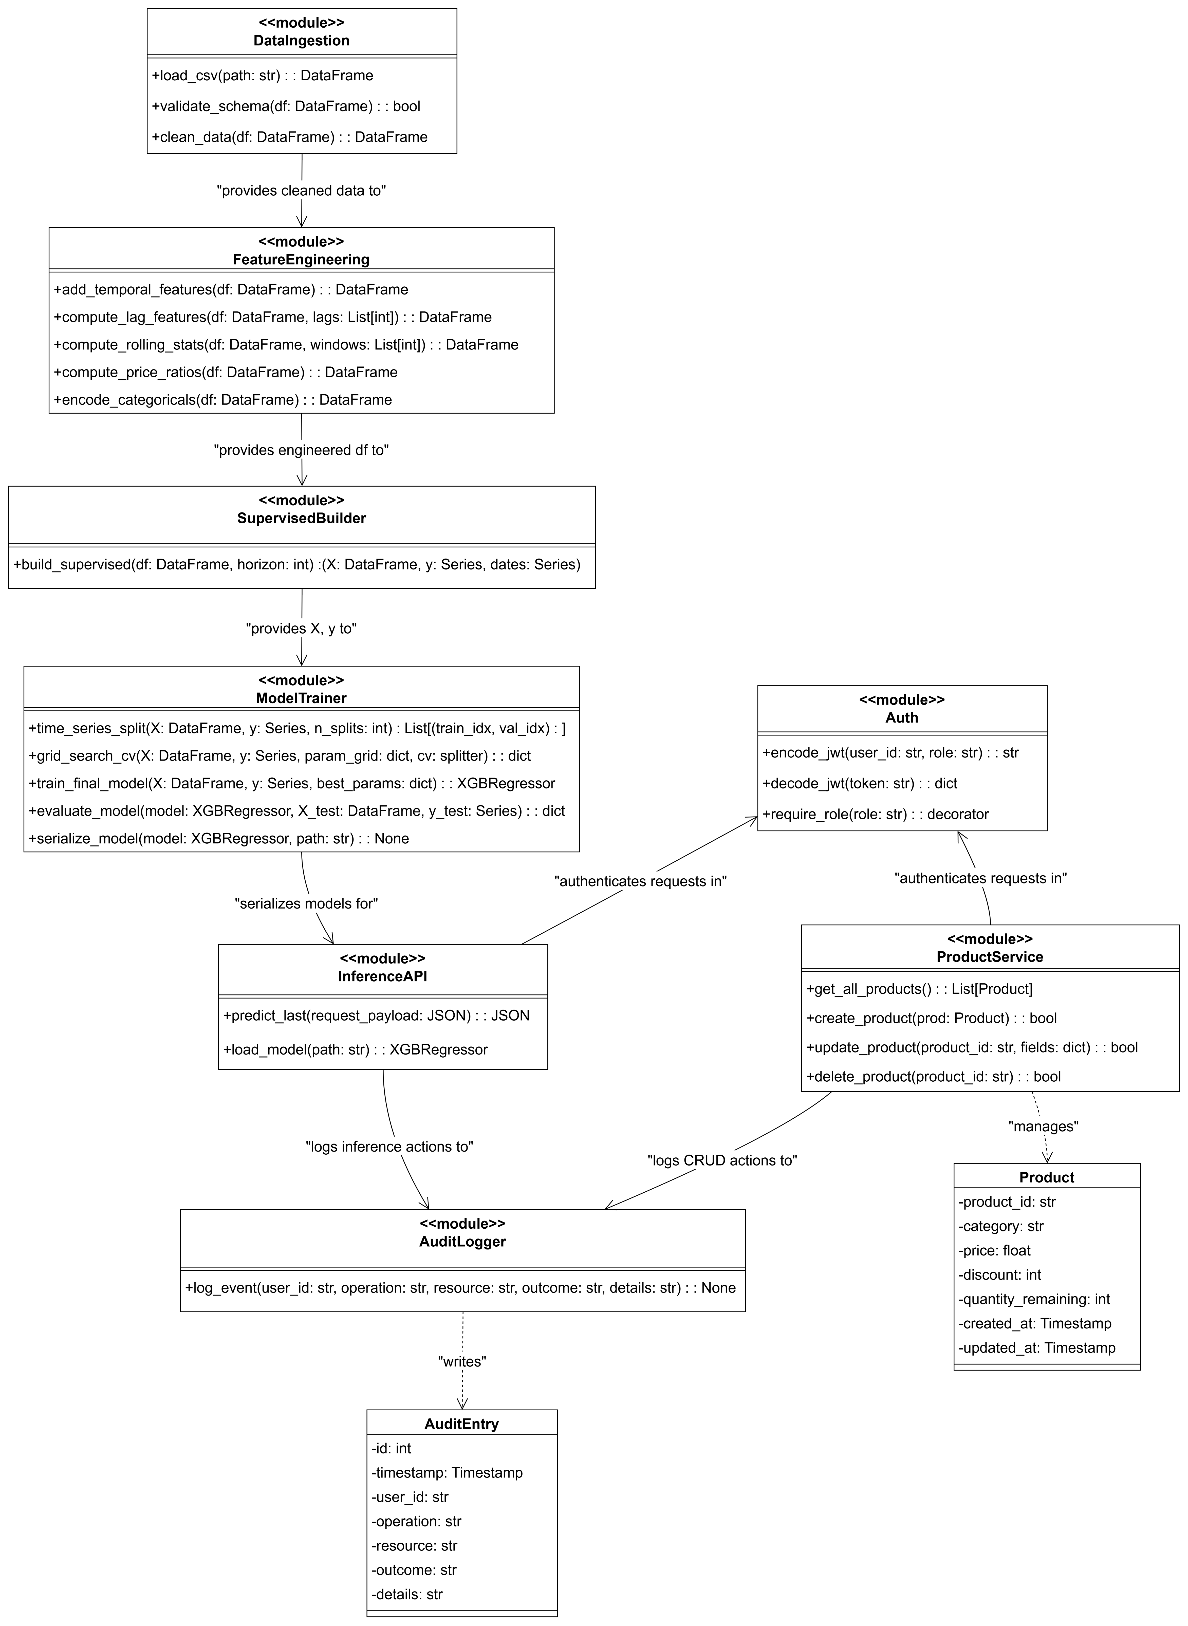 <<module>>
DataIngestion
+load_csv(path: str) : : DataFrame
+validate_schema(df: DataFrame) : : bool
+clean_data(df: DataFrame) : : DataFrame
"provides cleaned data to"
<<module>>
FeatureEngineering
+add_temporal_features(df: DataFrame) : : DataFrame
+compute_lag_features(df: DataFrame, lags: List[int]) : : DataFrame
+compute_rolling_stats(df: DataFrame, windows: List[int]) : : DataFrame
+compute_price_ratios(df: DataFrame) : : DataFrame
+encode_categoricals(df: DataFrame) : : DataFrame
"provides engineered df to"
<<module>>
SupervisedBuilder
+build_supervised(df: DataFrame, horizon: int) :(X: DataFrame, y: Series, dates: Series)
"provides X, y to"
<<module>>
ModelTrainer
+time_series_split(X: DataFrame, y: Series, n_splits: int) : List[(train_idx, val_idx) : ]
+grid_search_cv(X: DataFrame, y: Series, param_grid: dict, cv: splitter) : : dict
+train_final_model(X: DataFrame, y: Series, best_params: dict) : : XGBRegressor
+evaluate_model(model: XGBRegressor, X_test: DataFrame, y_test: Series) : : dict
+serialize_model(model: XGBRegressor, path: str) : : None
<<module>>
Auth
+encode_jwt(user_id: str, role: str) : : str
+decode_jwt(token: str) : : dict
+require_role(role: str) : : decorator
"serializes models for"
"authenticates requests in"
"authenticates requests in"
<<module>>
InferenceAPI
+predict_last(request_payload: JSON) : : JSON
+load_model(path: str) : : XGBRegressor
<<module>>
ProductService
+get_all_products() : : List[Product]
+create_product(prod: Product) : : bool
+update_product(product_id: str, fields: dict) : : bool
+delete_product(product_id: str) : : bool
"logs inference actions to"
"logs CRUD actions to"
"manages"
<<module>>
AuditLogger
+log_event(user_id: str, operation: str, resource: str, outcome: str, details: str) : : None
Product
-product_id: str
-category: str
-price: float
-discount: int
-quantity_remaining: int
-created_at: Timestamp
-updated_at: Timestamp
"writes"
AuditEntry
-id: int
-timestamp: Timestamp
-user_id: str
-operation: str
-resource: str
-outcome: str
-details: str